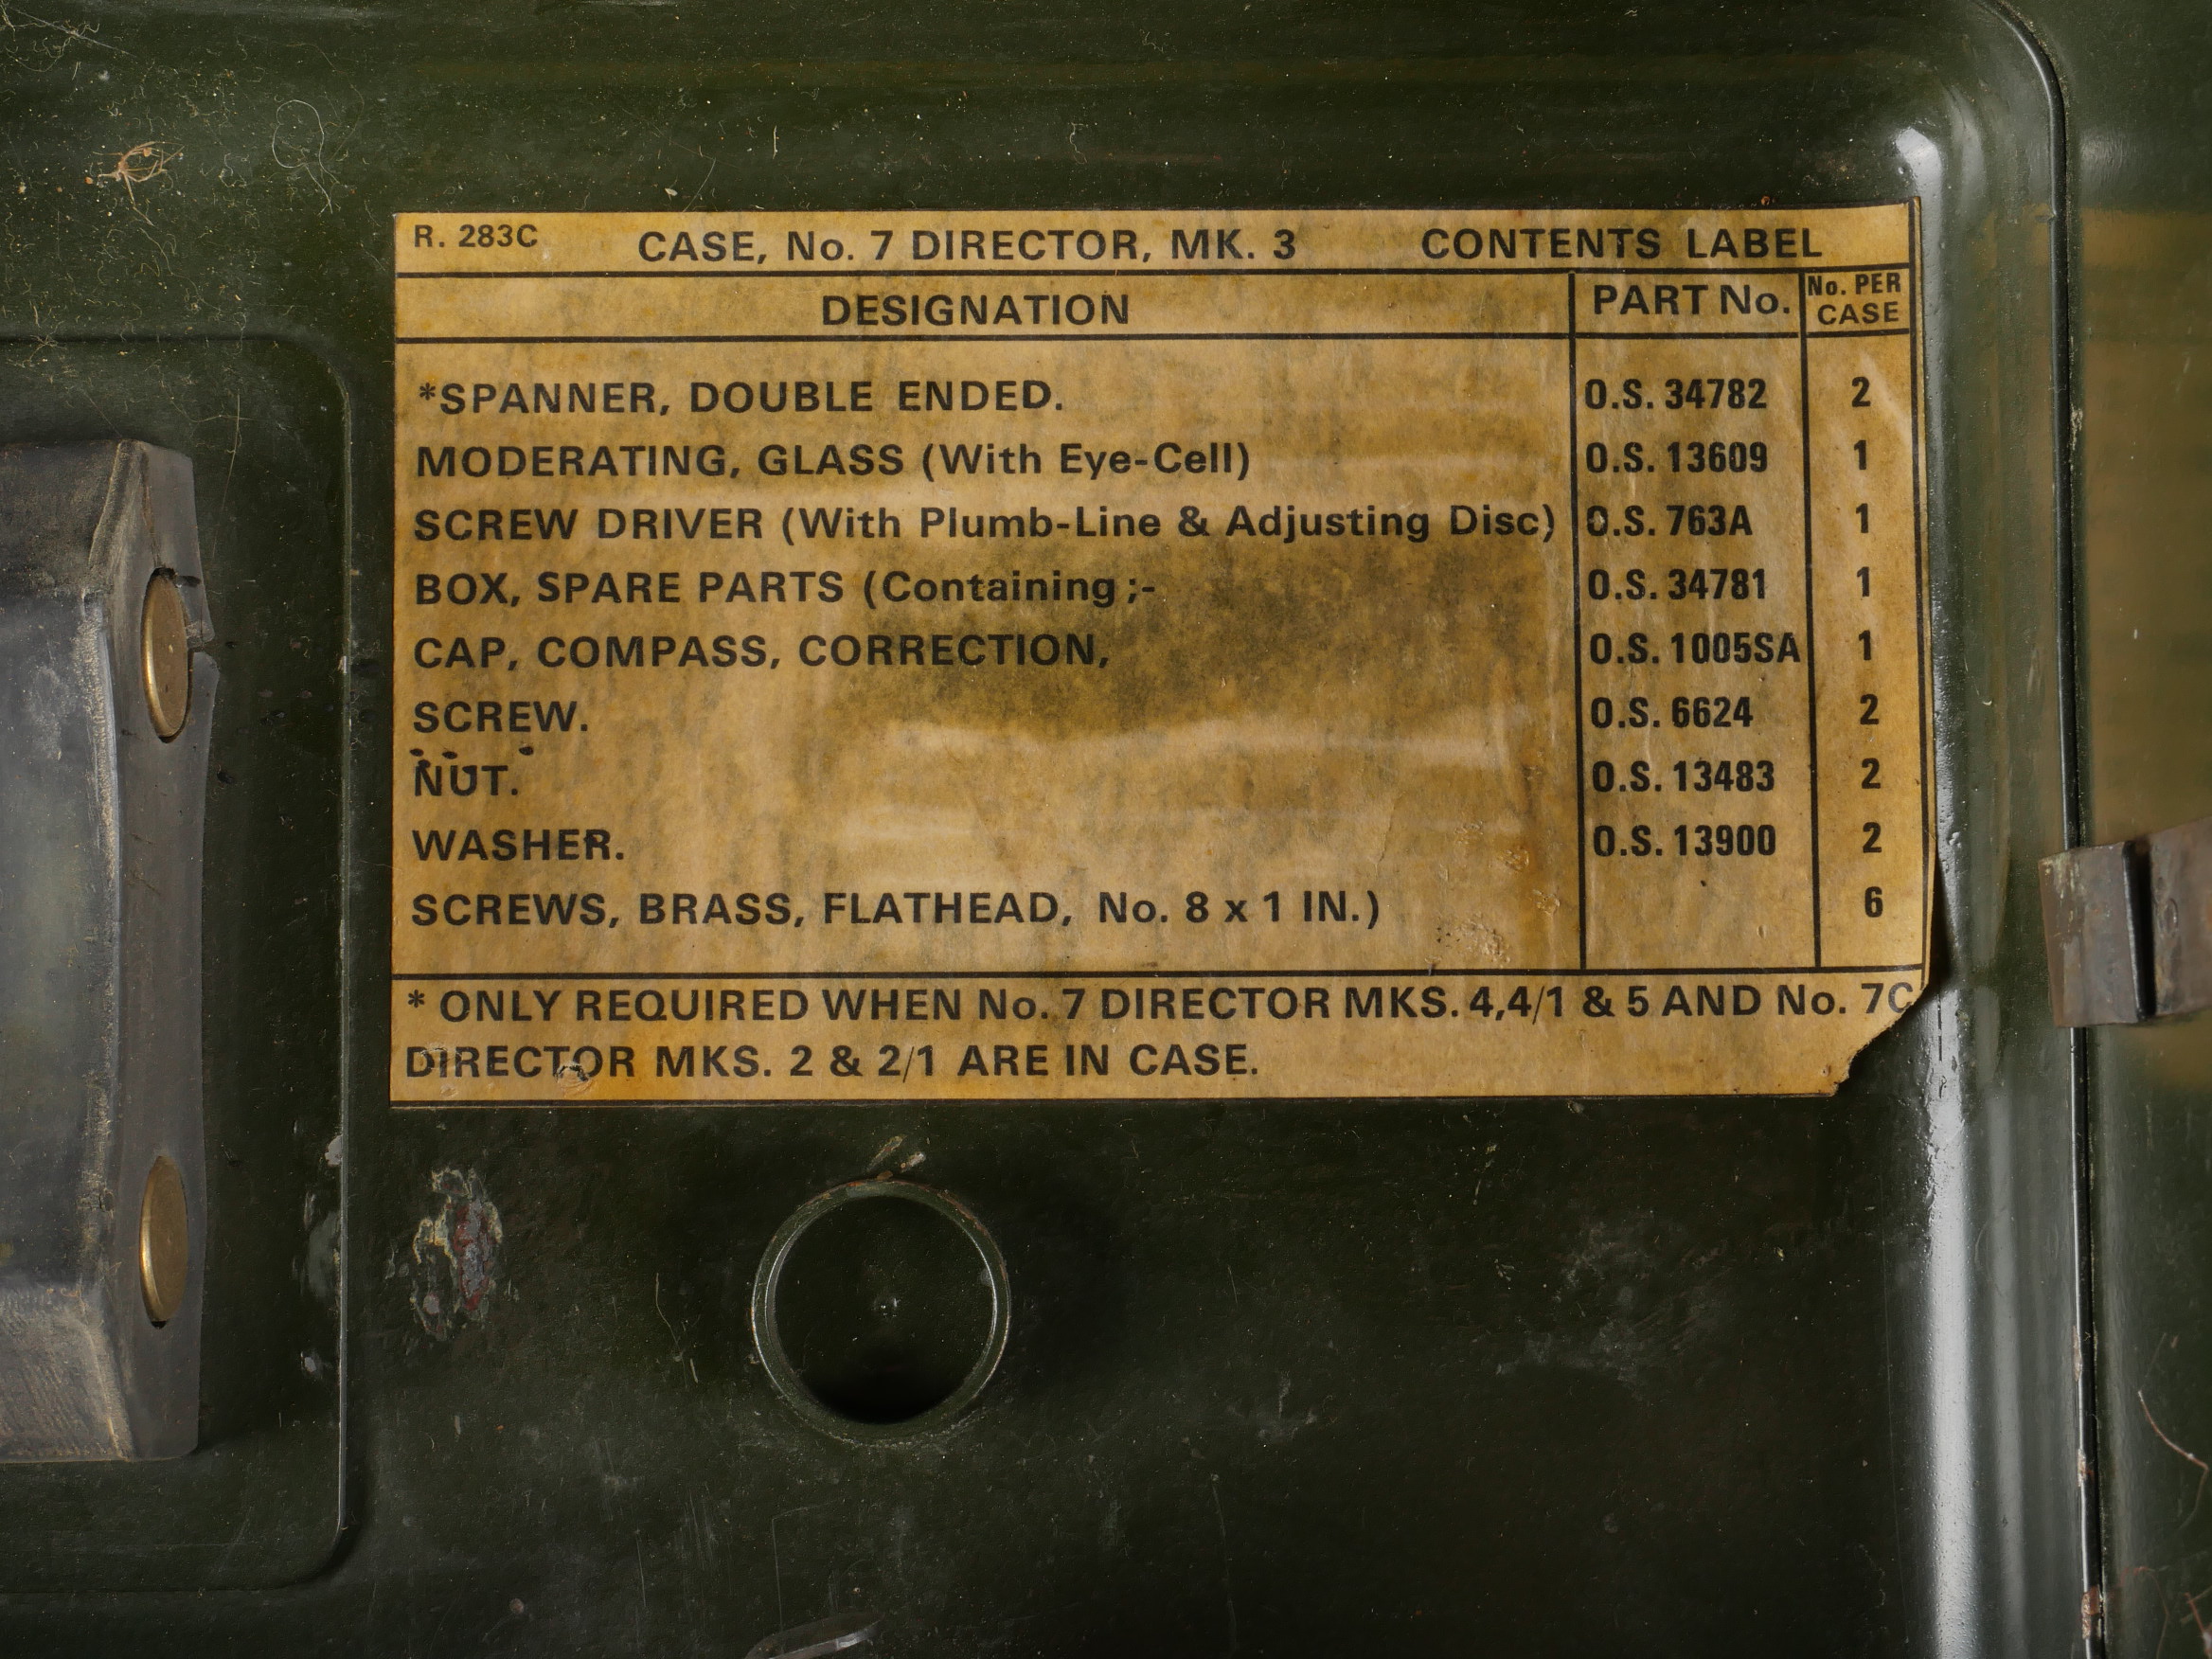 R. 283C CASE, No. 7 DIRECTOR, MK. 3 CONTENTS LABEL
DESIGNATION PART No. No. PER CASE
*SPANNER, DOUBLE ENDED. O.S. 34782 2
MODERATING, GLASS (With Eye-Cell) O.S. 13609 1
SCREW DRIVER (With Plumb-Line & Adjusting Disc) O.S. 763A 1
BOX, SPARE PARTS (Containing ;- O.S. 34781 1
CAP, COMPASS, CORRECTION, O.S. 1005SA 1
SCREW. O.S. 6624 2
NUT. O.S. 13483 2
WASHER. O.S. 13900 2
SCREWS, BRASS, FLATHEAD, No. 8 x 1 IN.) 6
* ONLY REQUIRED WHEN No. 7 DIRECTOR MKS. 4,4/1 & 5 AND No. 7C
DIRECTOR MKS. 2 & 2/1 ARE IN CASE.